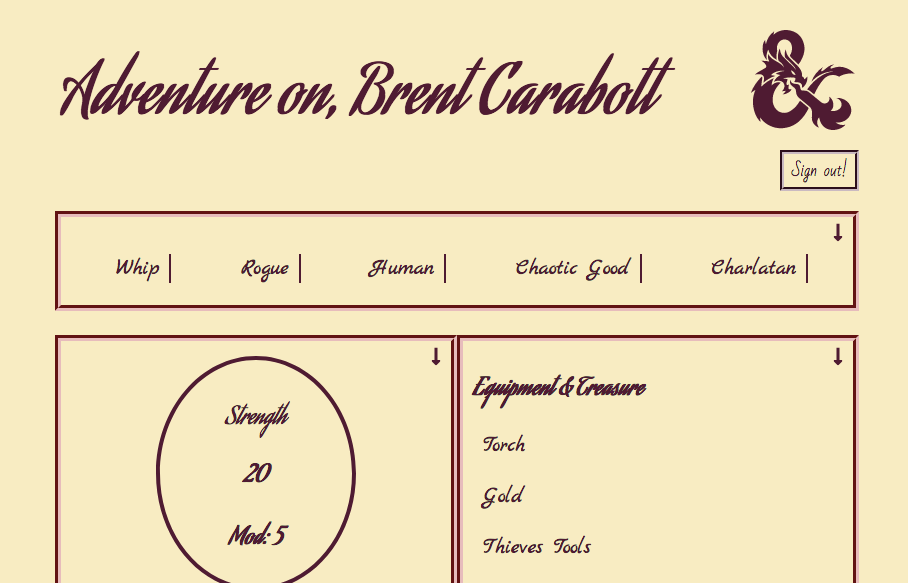 Adventure on, Brent Carabott
Sign out!
Whip Rogue Human Chaotic Good Charlatan
Strength
20
Mod: 5
Equipment & Treasure
Torch
Gold
Thieves Tools